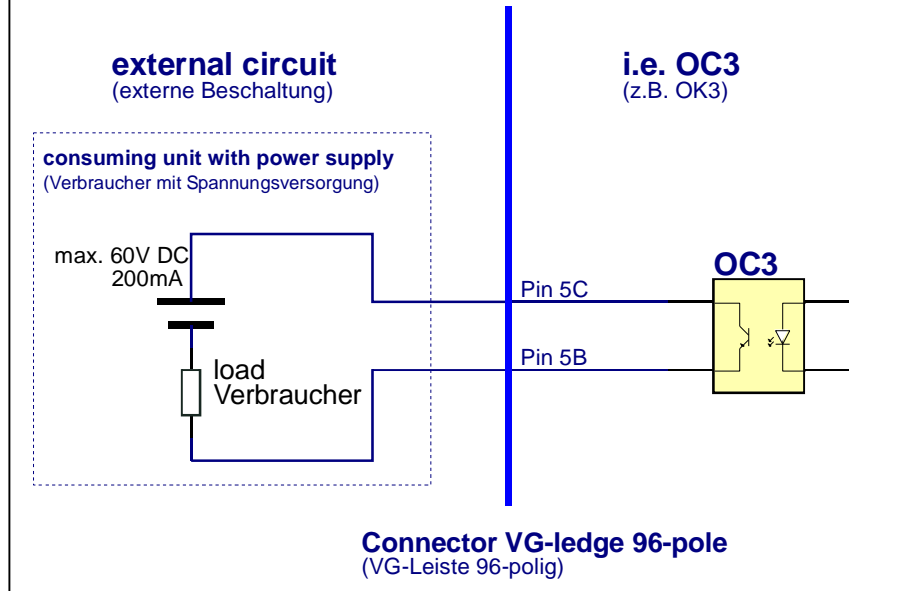 external circuit
(externe Beschaltung)
i.e. OC3
(z.B. OK3)
consuming unit with power supply
(Verbraucher mit Spannungsversorgung)
max. 60V DC
200mA
OC3
Pin 5C
Pin 5B
load
Verbraucher
Connector VG-ledge 96-pole
(VG-Leiste 96-polig)